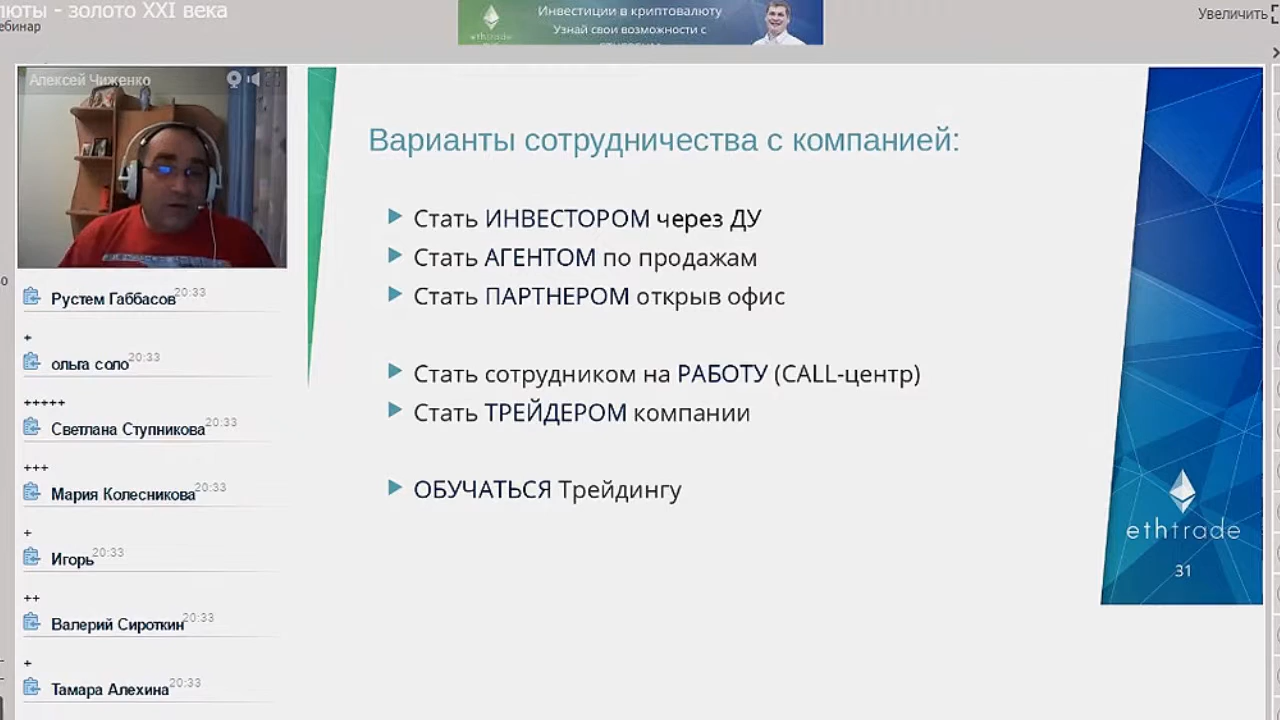 люты - золото XXI века
ебинар
ethtrade
Инвестиции в криптовалюту
Узнай свои возможности с
Увеличить
Алексей Чиженко
Рустем Габбасов 20:33
+
ольга соло 20:33
+++++
Светлана Ступникова 20:33
+++
Мария Колесникова 20:33
+
Игорь 20:33
++
Валерий Сироткин 20:33
+
Тамара Алехина 20:33
Варианты сотрудничества с компанией:
Стать ИНВЕСТОРОМ через ДУ
Стать АГЕНТОМ по продажам
Стать ПАРТНЕРОМ открыв офис
Стать сотрудником на РАБОТУ (CALL-центр)
Стать ТРЕЙДЕРОМ компании
ОБУЧАТЬСЯ Трейдингу
ethtrade
31